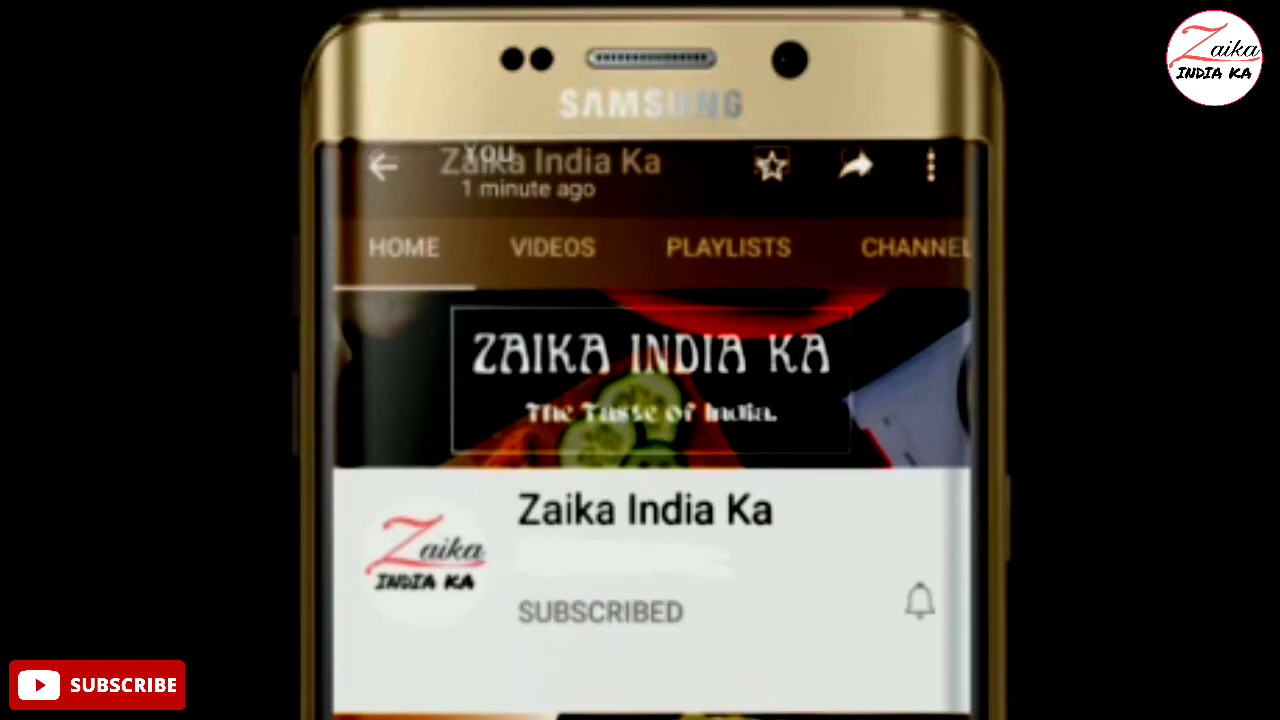 Zaika
INDIA KA
SAMSUNG
YOU
Zaika India Ka
1 minute ago
HOME VIDEOS PLAYLISTS CHANNEL
ZAIKA INDIA KA
The Taste of India.
Zaika India Ka
Zaika
INDIA KA
SUBSCRIBED
SUBSCRIBE